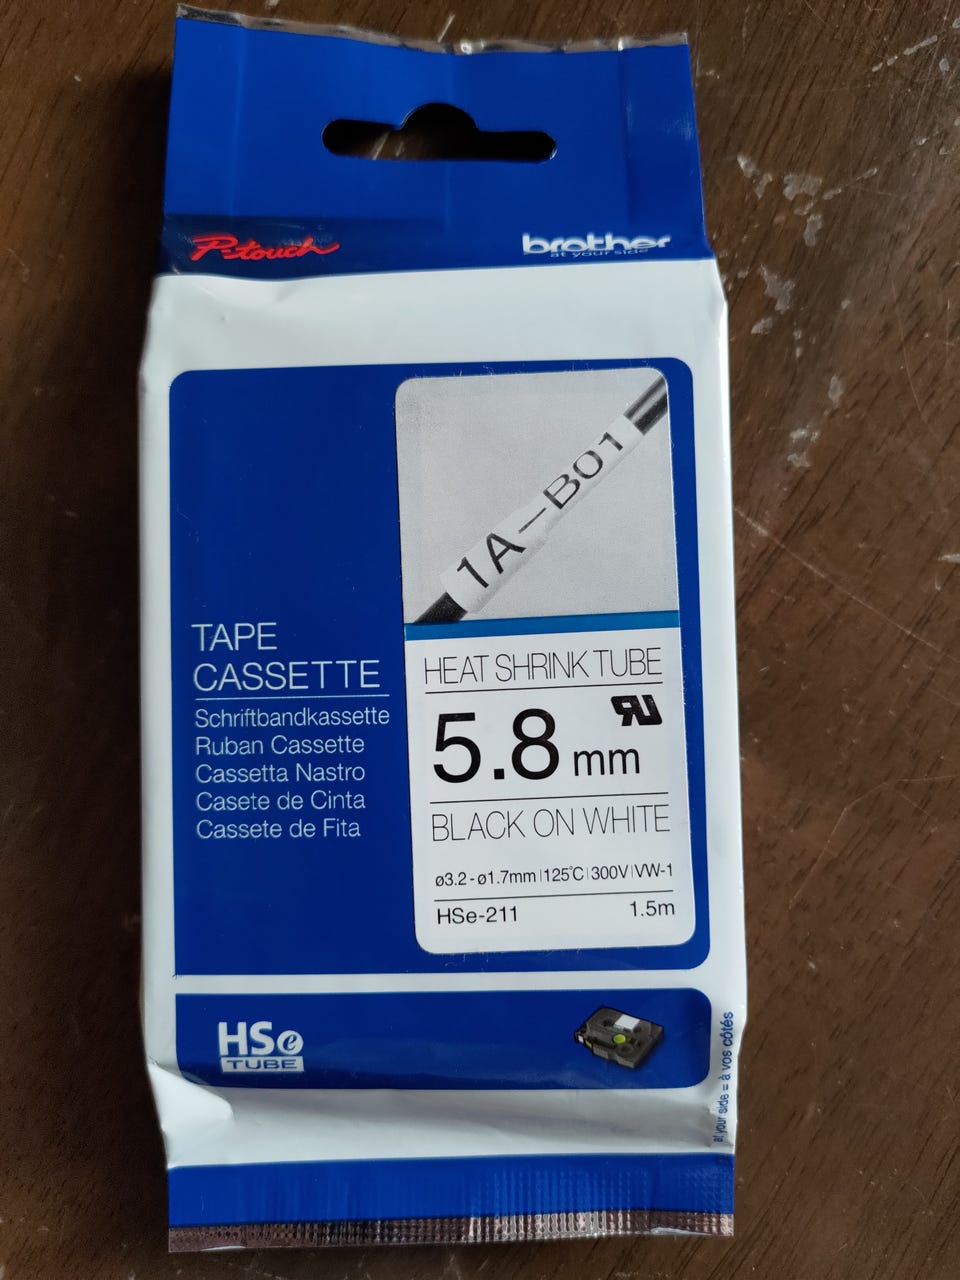 P-touch
brother
at your side
1A-B01
TAPE
CASSETTE
Schriftbandkassette
Ruban Cassette
Cassetta Nastro
Casete de Cinta
Cassete de Fita
HEAT SHRINK TUBE
5.8 mm
BLACK ON WHITE
ø3.2-ø1.7mm|125°C|300V|VW-1
HSe-211 1.5m
HSe
TUBE
at your side = à vos côtés